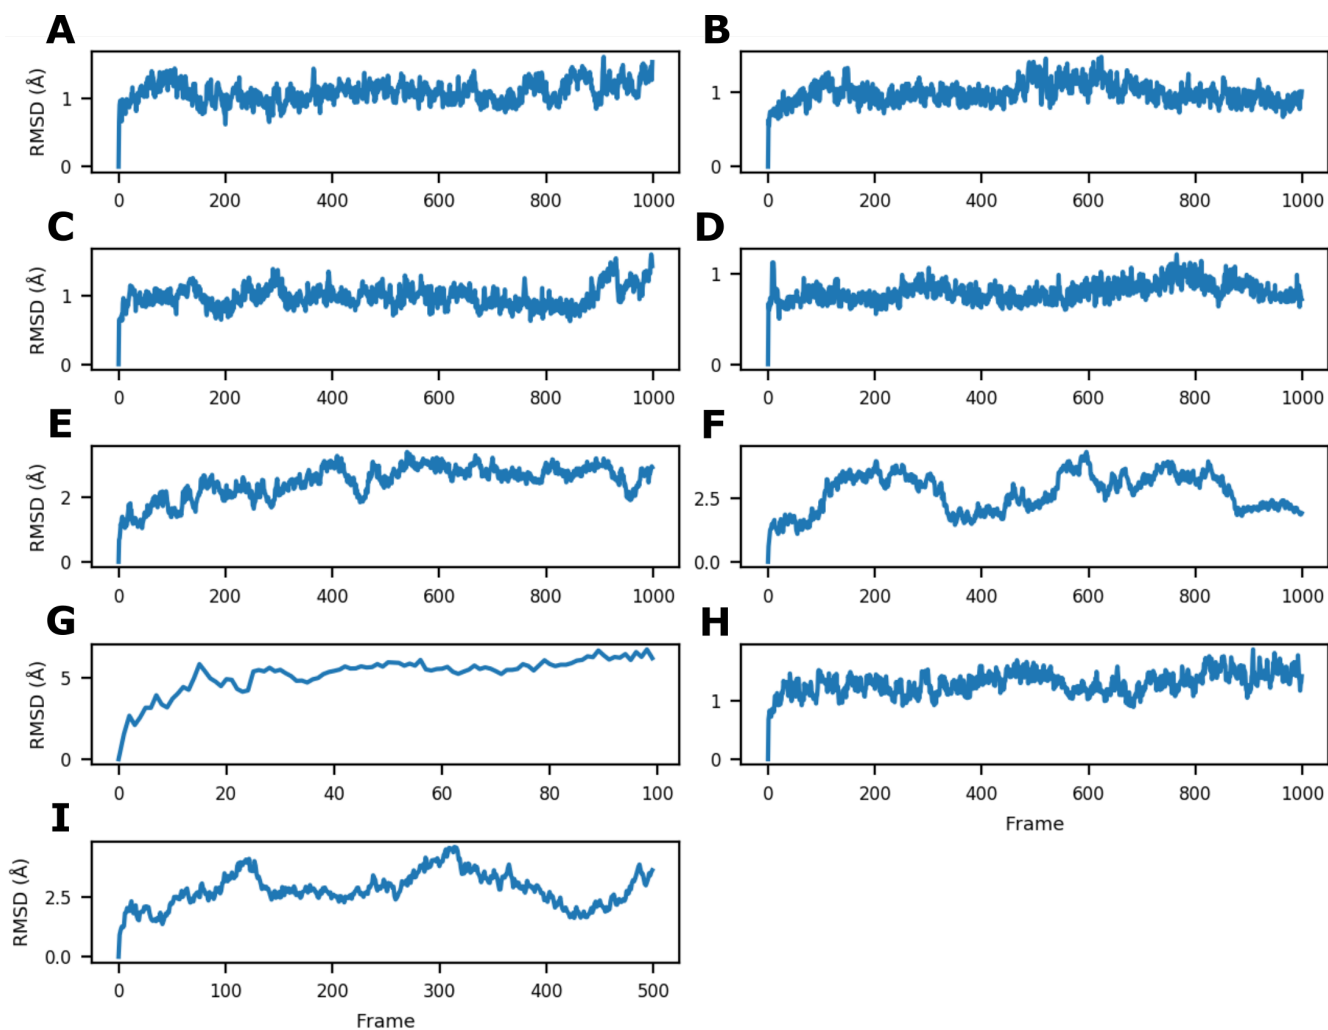 A B
RMSD (Å) 1 0 1 0
0 200 400 600 800 1000 0 200 400 600 800 1000
C D
RMSD (Å) 1 0 1 0
0 200 400 600 800 1000 0 200 400 600 800 1000
E F
RMSD (Å) 2 0 2.5 0.0
0 200 400 600 800 1000 0 200 400 600 800 1000
G H
RMSD (Å) 5 0 1 0
0 20 40 60 80 100 0 200 400 600 800 1000
Frame
I
RMSD (Å) 2.5 0.0
0 100 200 300 400 500
Frame